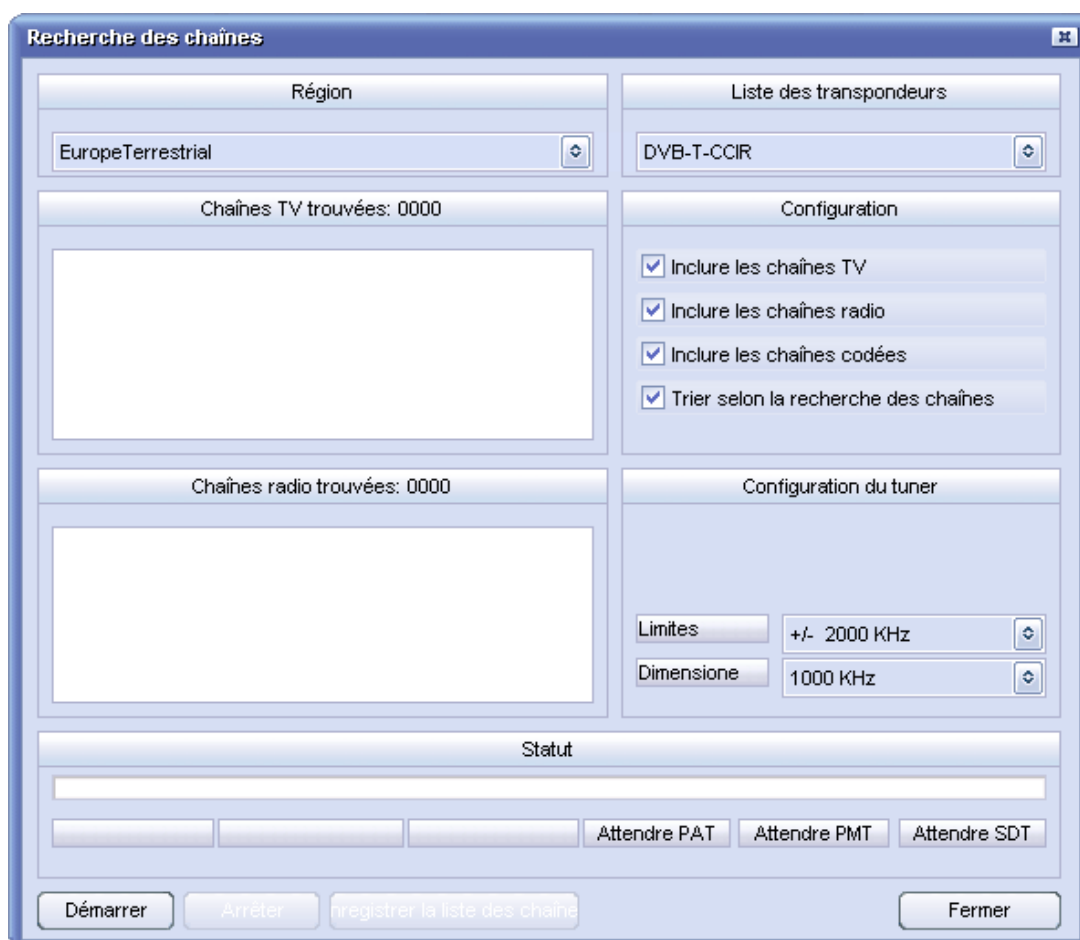 Recherche des chaînes
Région
EuropeTerrestrial
Liste des transpondeurs
DVB-T-CCIR
Chaînes TV trouvées: 0000
Configuration
Inclure les chaînes TV
Inclure les chaînes radio
Inclure les chaînes codées
Trier selon la recherche des chaînes
Chaînes radio trouvées: 0000
Configuration du tuner
Limites
+/- 2000 KHz
Dimensione
1000 KHz
Statut
Attendre PAT
Attendre PMT
Attendre SDT
Démarrer
Arrêter
nregistrer la liste des chaîne
Fermer